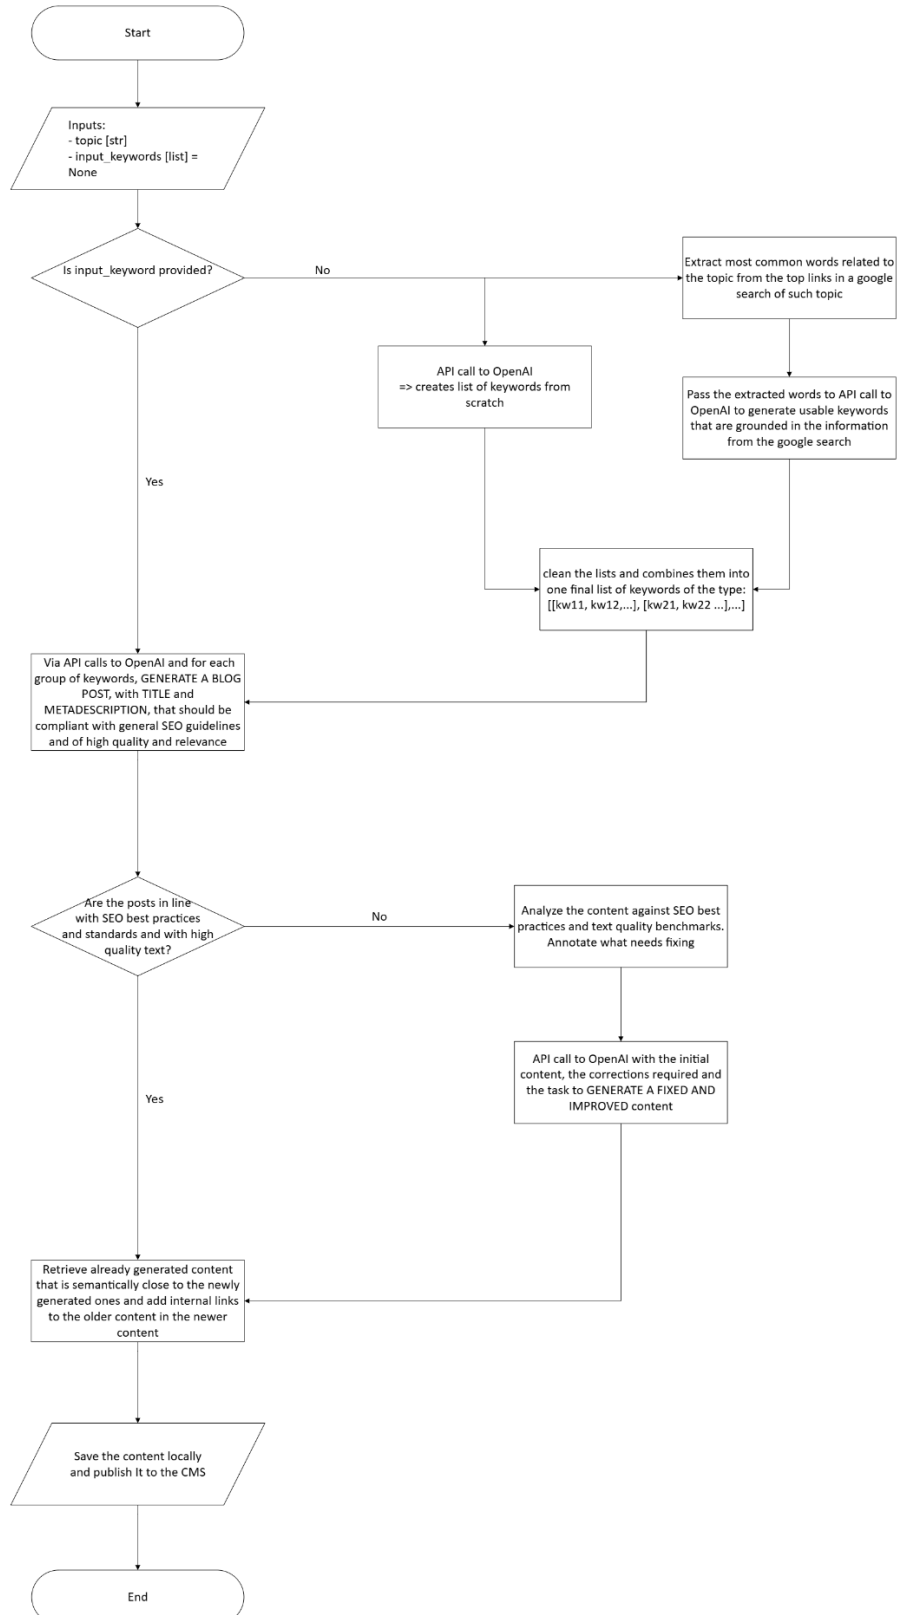 Start
Inputs:
- topic [str]
- input_keywords [list] =
None
Is input_keyword provided?
No
Extract most common words related to
the topic from the top links in a google
search of such topic
API call to OpenAI
=> creates list of keywords from
scratch
Pass the extracted words to API call to
OpenAI to generate usable keywords
that are grounded in the information
from the google search
Yes
clean the lists and combines them into
one final list of keywords of the type:
[[kw11, kw12,...], [kw21, kw22 ...],...]
Via API calls to OpenAI and for each
group of keywords, GENERATE A BLOG
POST, with TITLE and
METADESCRIPTION, that should be
compliant with general SEO guidelines
and of high quality and relevance
Are the posts in line
with SEO best practices
and standards and with high
quality text?
No
Analyze the content against SEO best
practices and text quality benchmarks.
Annotate what needs fixing
API call to OpenAI with the initial
content, the corrections required and
the task to GENERATE A FIXED AND
IMPROVED content
Yes
Retrieve already generated content
that is semantically close to the newly
generated ones and add internal links
to the older content in the newer
content
Save the content locally
and publish It to the CMS
End